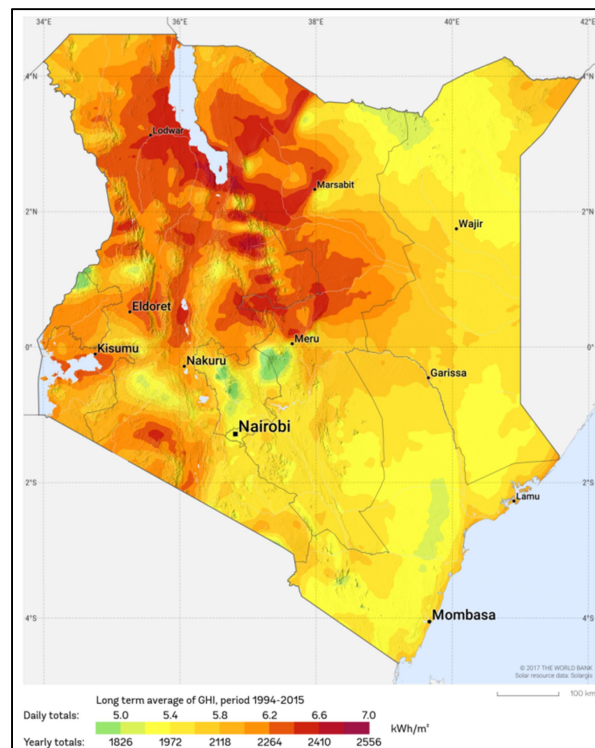 34°E 36°E 38°E 40°E 42°E
4°N
Lodwar
Marsabit
2°N
Wajir
Eldoret
Meru
0° 0°
Kisumu
Nakuru
Garissa
Nairobi
2°S 2°S
Lamu
4°S 4°S
Mombasa
© 2017 THE WORLD BANK
Solar resource data: Solargis
100 km
Long term average of GHI, period 1994-2015
Daily totals: 5.0 5.4 5.8 6.2 6.6 7.0
kWh/m²
Yearly totals: 1826 1972 2118 2264 2410 2556